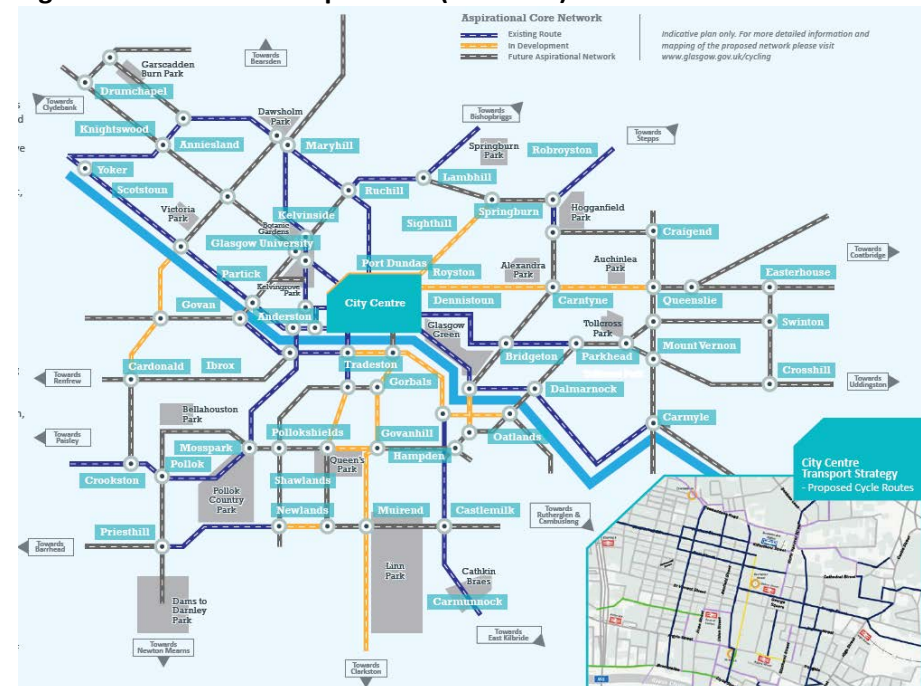 Aspirational Core Network
Existing Route
In Development
Future Aspirational Network
Indicative plan only. For more detailed information and
mapping of the proposed network please visit
www.glasgow.gov.uk/cycling
Garscadden
Burn Park
Towards
Bearsden
Drumchapel
Towards
Clydebank
Dawsholm
Park
Towards
Bishopbriggs
Knightswood
Anniesland
Maryhill
Springburn
Park
Robroyston
Towards
Stepps
Yoker
Scotstoun
Ruchill
Lambhill
Victoria
Park
Kelvinside
Botanic
Gardens
Sighthill
Springburn
Hogganfield
Park
Glasgow University
Craigend
Partick
Port Dundas
Royston
Alexandra
Park
Auchinlea
Park
Easterhouse
Towards
Coatbridge
Kelvingrove
Park
City Centre
Dennistoun
Carntyne
Queenslie
Govan
Anderston
Glasgow
Green
Tollcross
Park
Swinton
Cardonald
Ibrox
Tradeston
Bridgeton
Parkhead
Mount Vernon
Towards
Renfrew
Gorbals
Dalmarnock
Crosshill
Towards
Uddingston
Bellahouston
Park
Carmyle
Towards
Paisley
Mosspark
Pollokshields
Govanhill
Oatlands
Pollok
Queen's
Park
Hampden
Crookston
Pollok
Country
Park
Shawlands
City Centre
Transport Strategy
- Proposed Cycle Routes
Priesthill
Newlands
Muirend
Castlemilk
Towards
Rutherglen &
Cambuslang
Towards
Barrhead
Linn
Park
Cathkin
Braes
Dams to
Darnley
Park
Carmunnock
Towards
Newton Mearns
Towards
East Kilbride
Towards
Clarkston